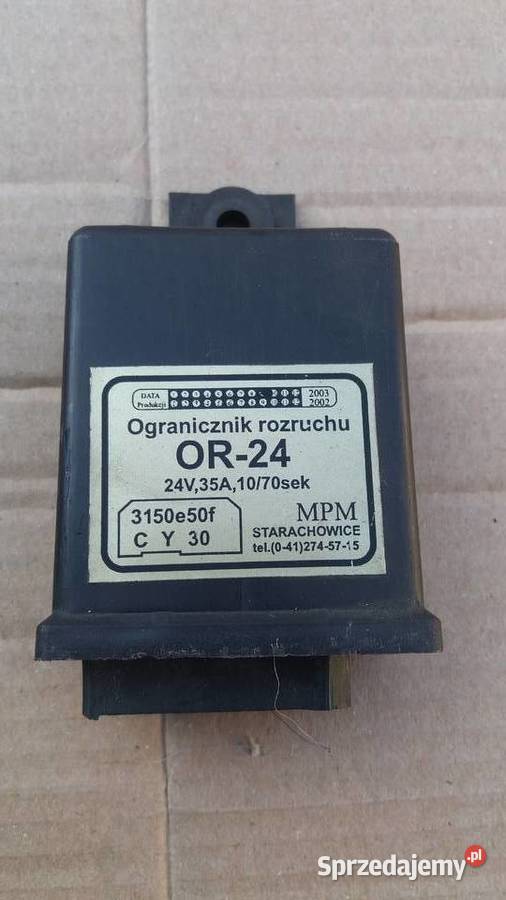 DATA 2003
Produkcji 2002
Ogranicznik rozruchu
OR-24
24V,35A,10/70sek
3150e50f
C Y 30
MPM
STARACHOWICE
tel.(0-41)274-57-15
Sprzedajemy.pl